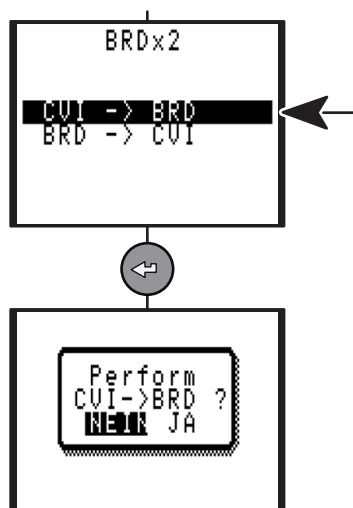 BRDx2
CVI -> BRD
BRD -> CVI
Perform
CVI->BRD ?
NEIN JA